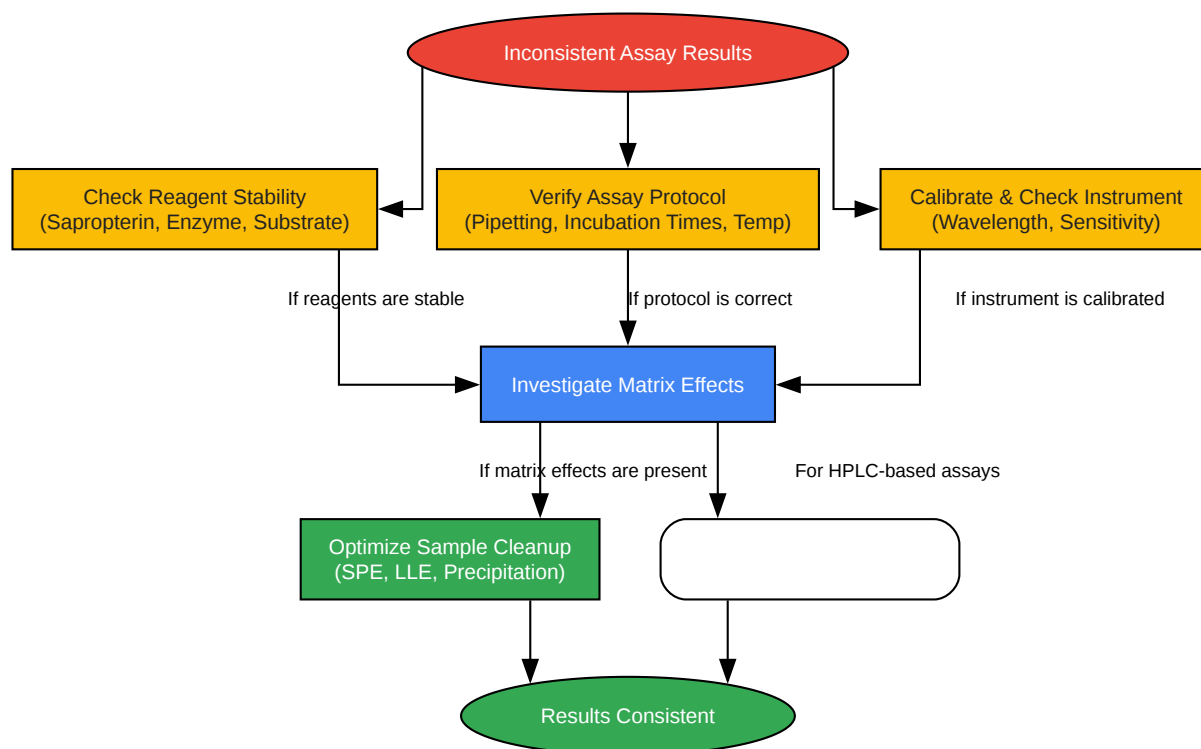 Inconsistent Assay Results
Check Reagent Stability
(Sapropterin, Enzyme, Substrate)
Verify Assay Protocol
(Pipetting, Incubation Times, Temp)
Calibrate & Check Instrument
(Wavelength, Sensitivity)
If reagents are stable
If protocol is correct
If instrument is calibrated
Investigate Matrix Effects
If matrix effects are present
For HPLC-based assays
Optimize Sample Cleanup
(SPE, LLE, Precipitation)
Results Consistent